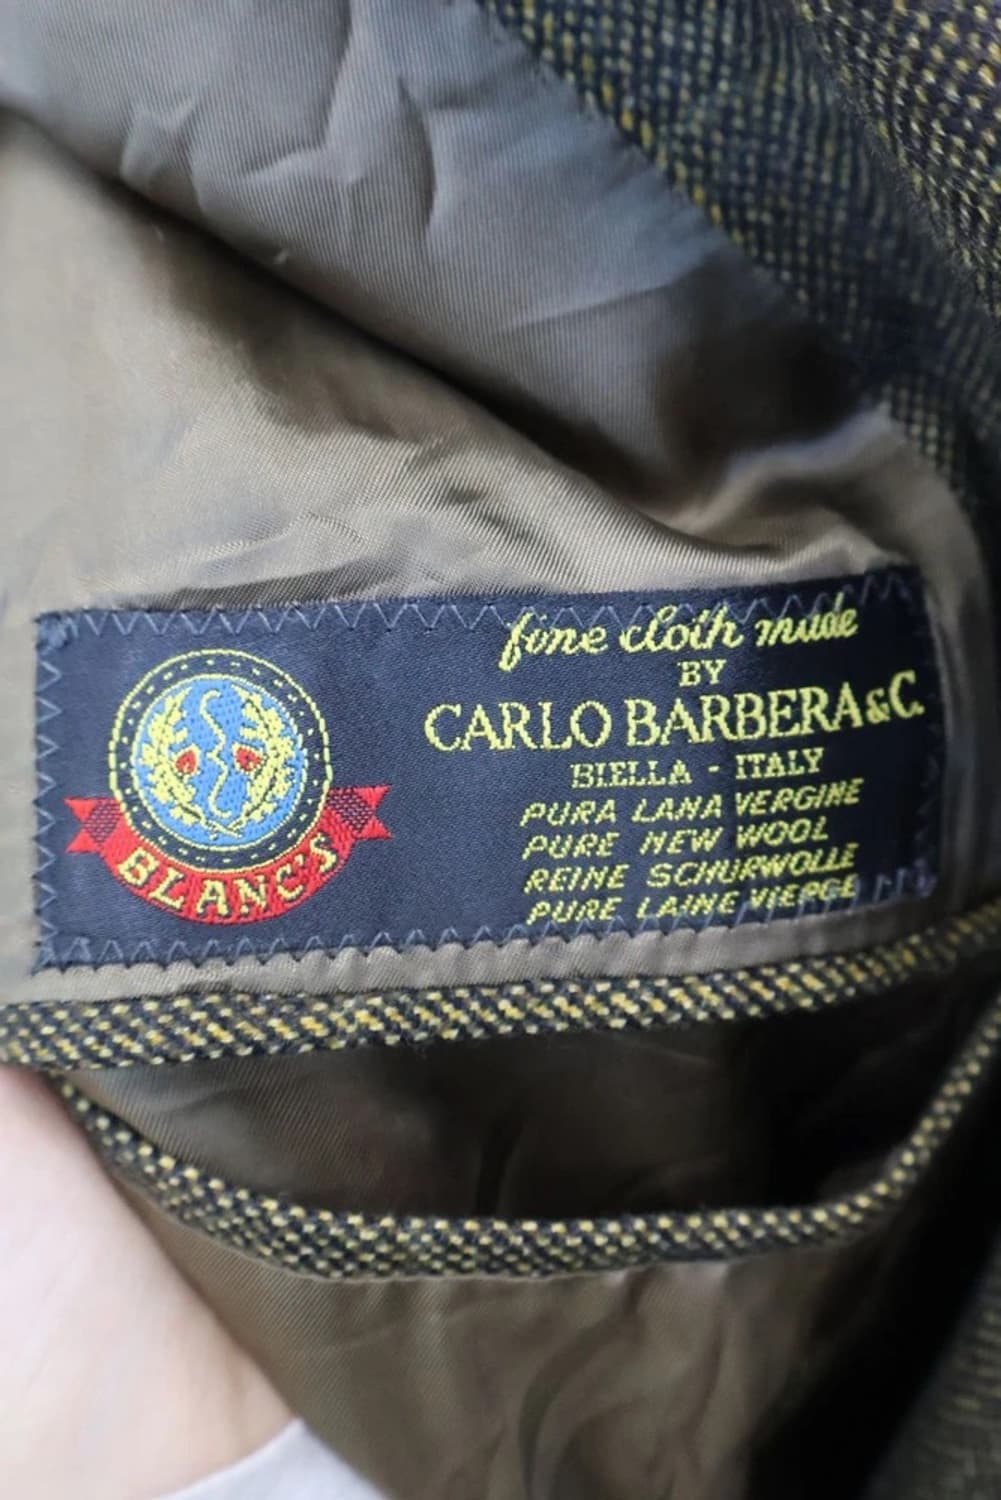 fine cloth made
BY
CARLO BARBERA & C.
BIELLA - ITALY
PURA LANA VERGINE
PURE NEW WOOL
REINE SCHURWOLLE
PURE LAINE VIERGE
BLANC'S